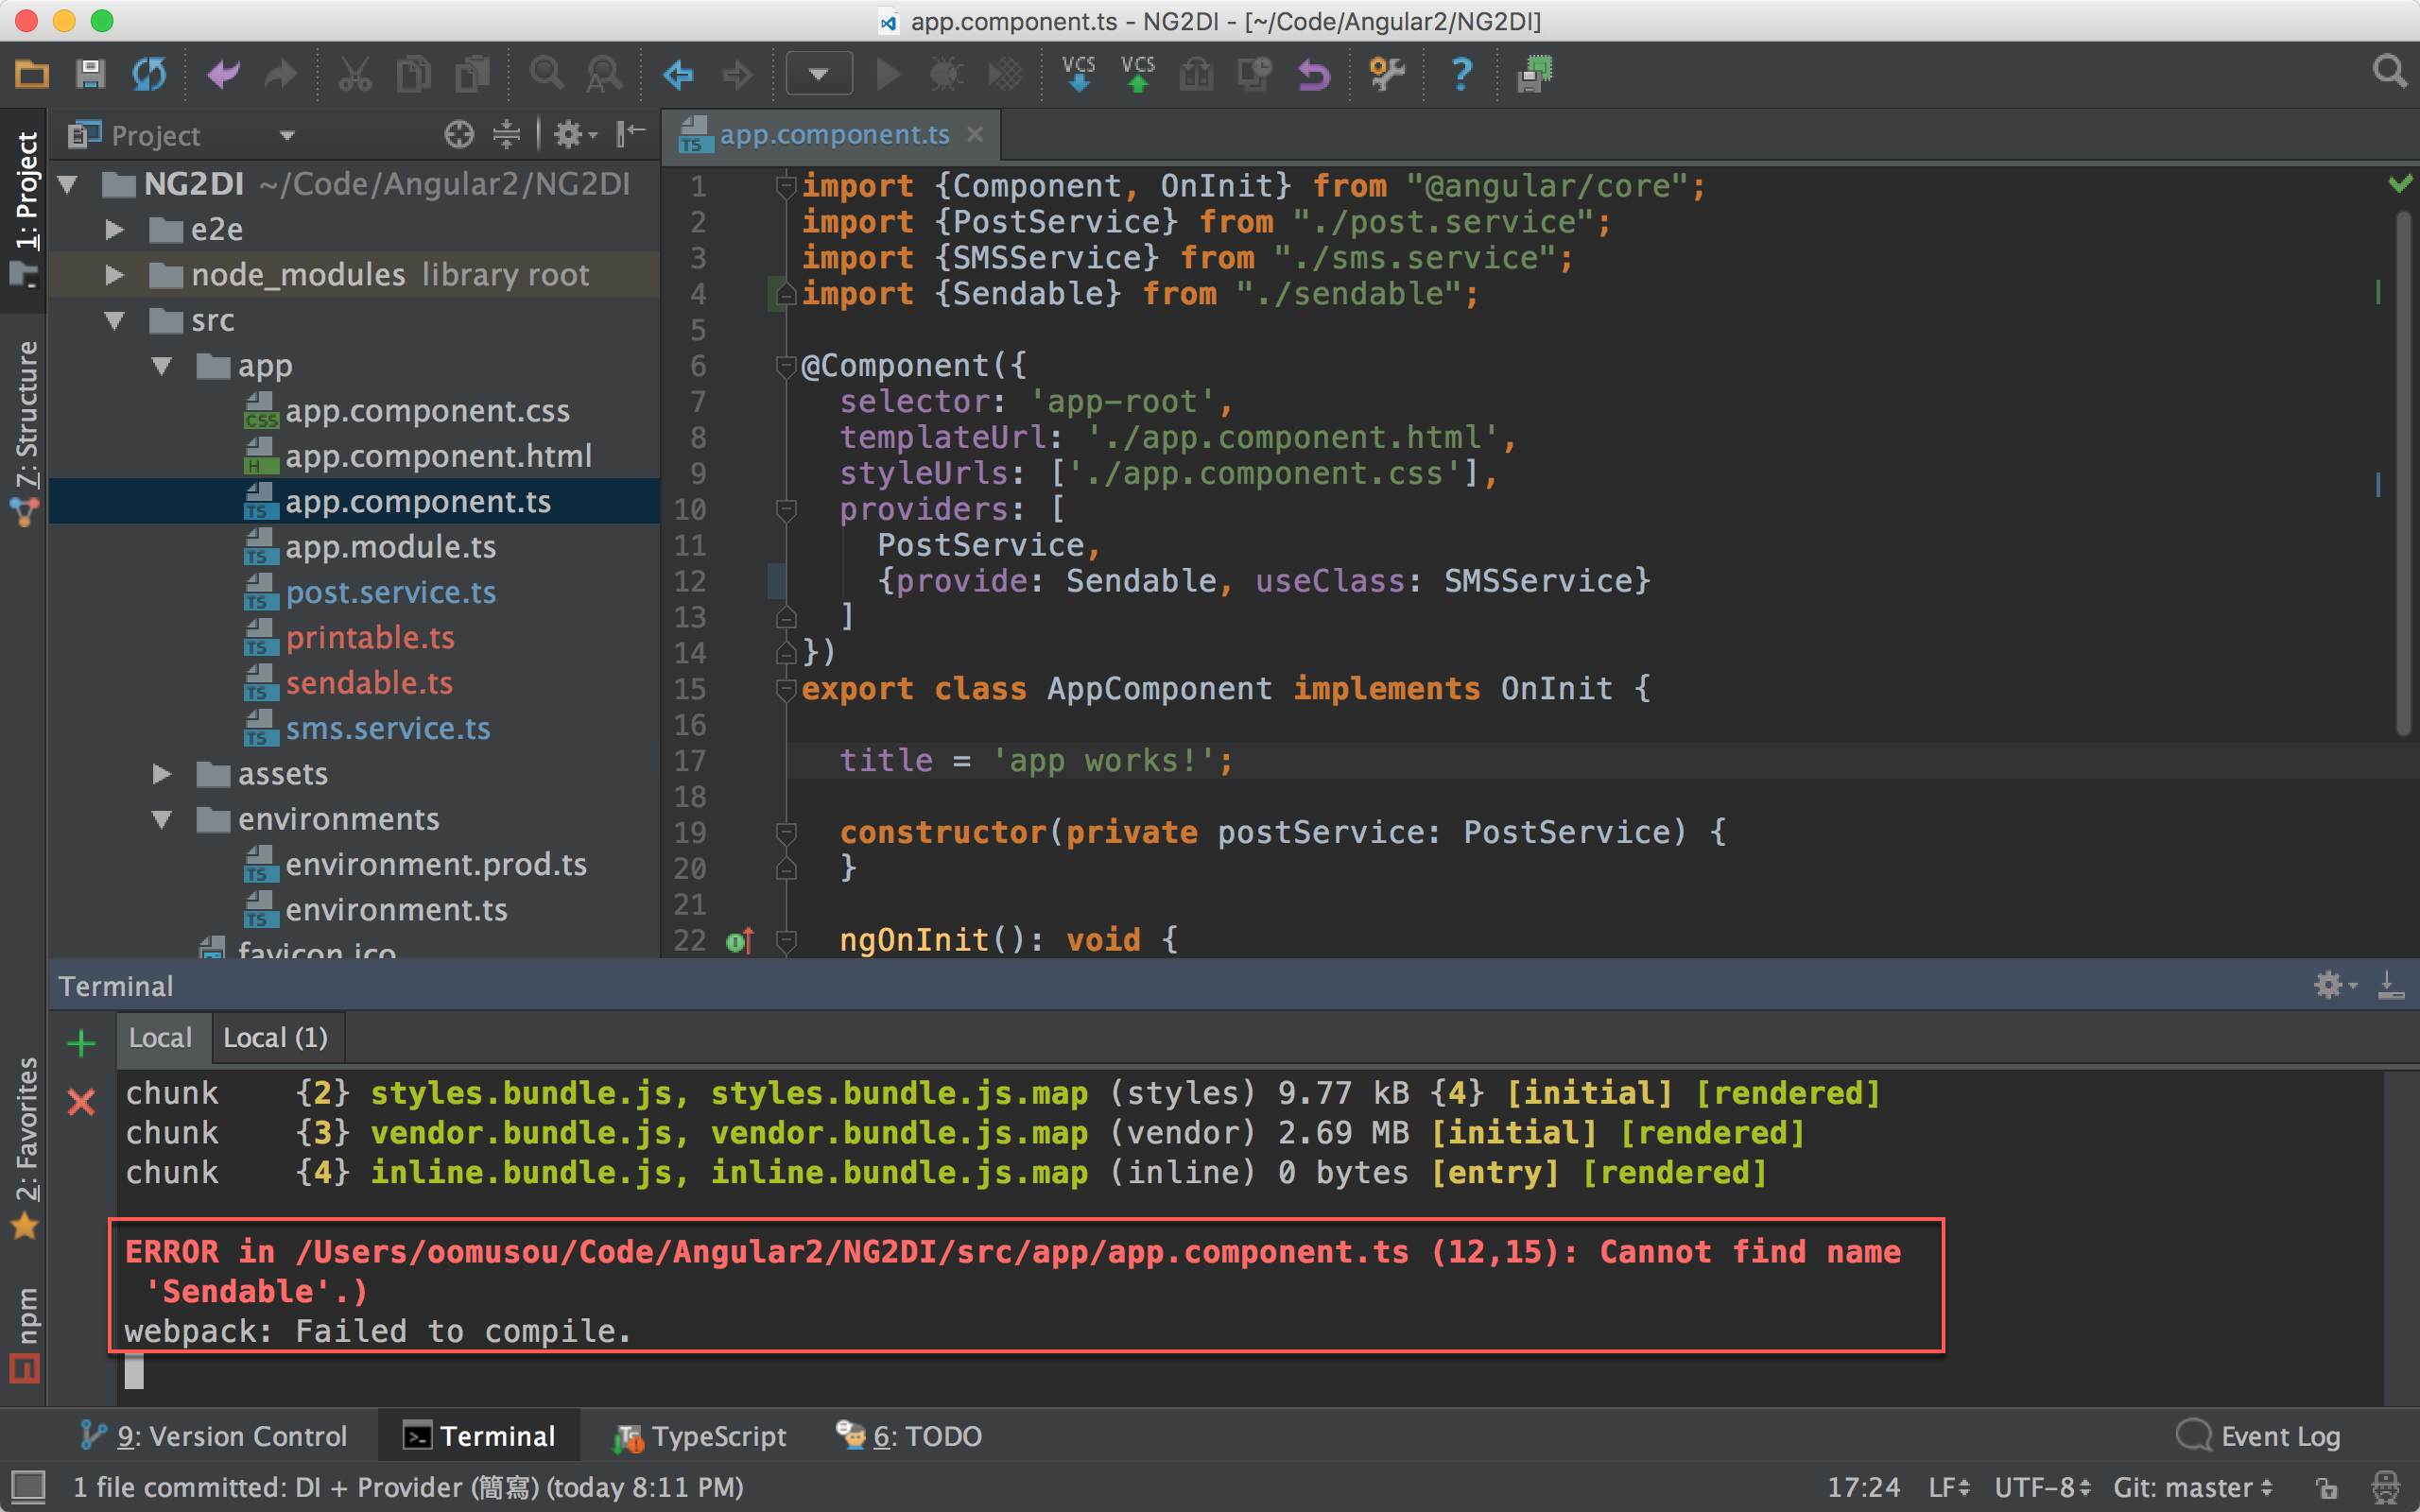 app.component.ts - NG2DI - [~/Code/Angular2/NG2DI]
VCS
VCS
1: Project
7: Structure
2: Favorites
npm
Project
NG2DI ~/Code/Angular2/NG2DI
e2e
node_modules library root
src
app
app.component.css
app.component.html
app.component.ts
app.module.ts
post.service.ts
printable.ts
sendable.ts
sms.service.ts
assets
environments
environment.prod.ts
environment.ts
favicon.ico
app.component.ts
1 import {Component, OnInit} from "@angular/core";
2 import {PostService} from "./post.service";
3 import {SMSService} from "./sms.service";
4 import {Sendable} from "./sendable";
5
6 @Component({
7 selector: 'app-root',
8 templateUrl: './app.component.html',
9 styleUrls: ['./app.component.css'],
10 providers: [
11 PostService,
12 {provide: Sendable, useClass: SMSService}
13 ]
14 })
15 export class AppComponent implements OnInit {
16
17 title = 'app works!';
18
19 constructor(private postService: PostService) {
20 }
21
22 ngOnInit(): void {
Terminal
Local
Local (1)
chunk {2} styles.bundle.js, styles.bundle.js.map (styles) 9.77 kB {4} [initial] [rendered]
chunk {3} vendor.bundle.js, vendor.bundle.js.map (vendor) 2.69 MB [initial] [rendered]
chunk {4} inline.bundle.js, inline.bundle.js.map (inline) 0 bytes [entry] [rendered]
ERROR in /Users/oomusou/Code/Angular2/NG2DI/src/app/app.component.ts (12,15): Cannot find name
'Sendable'.)
webpack: Failed to compile.
9: Version Control
Terminal
TypeScript
6: TODO
Event Log
1 file committed: DI + Provider (簡寫) (today 8:11 PM)
17:24
LF
UTF-8
Git: master